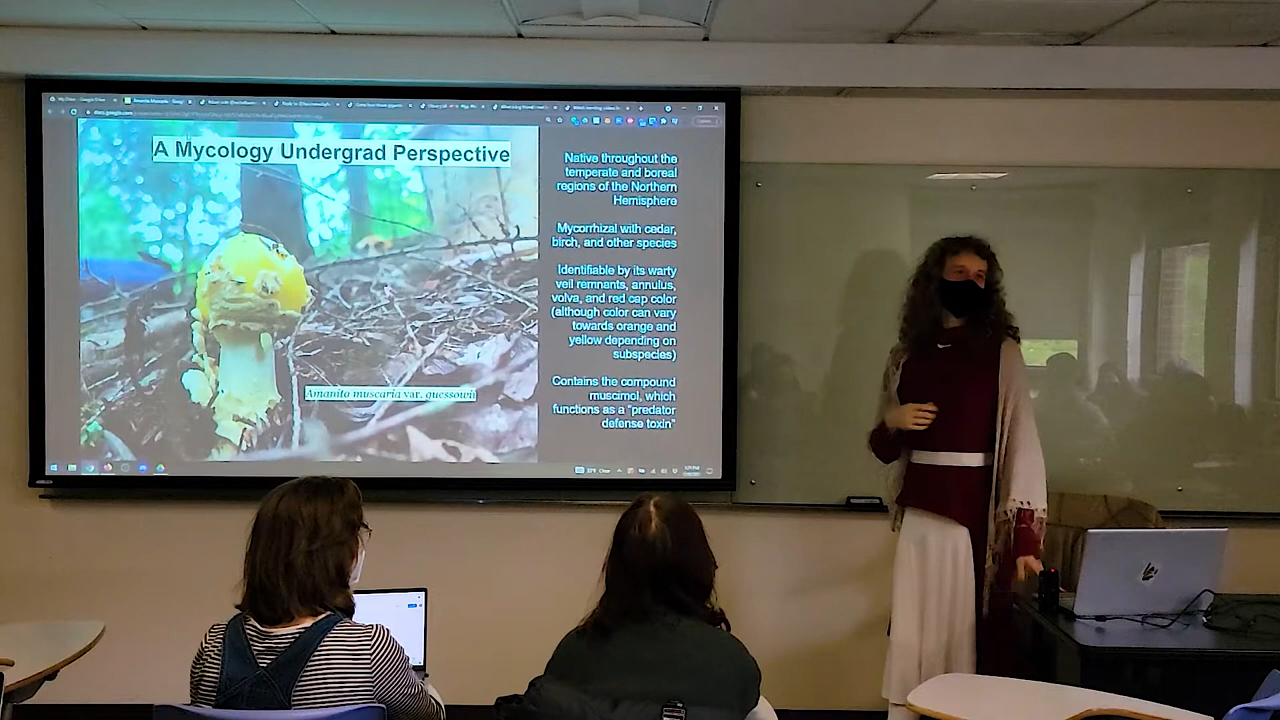 A Mycology Undergrad Perspective
Native throughout the
temperate and boreal
regions of the Northern
Hemisphere
Mycorrhizal with cedar,
birch, and other species
Identifiable by its warty
veil remnants, annulus,
volva, and red cap color
(although color can vary
towards orange and
yellow depending on
subspecies)
Contains the compound
muscimol, which
functions as a "predator
defense toxin"
Amanita muscaria var. guessowii